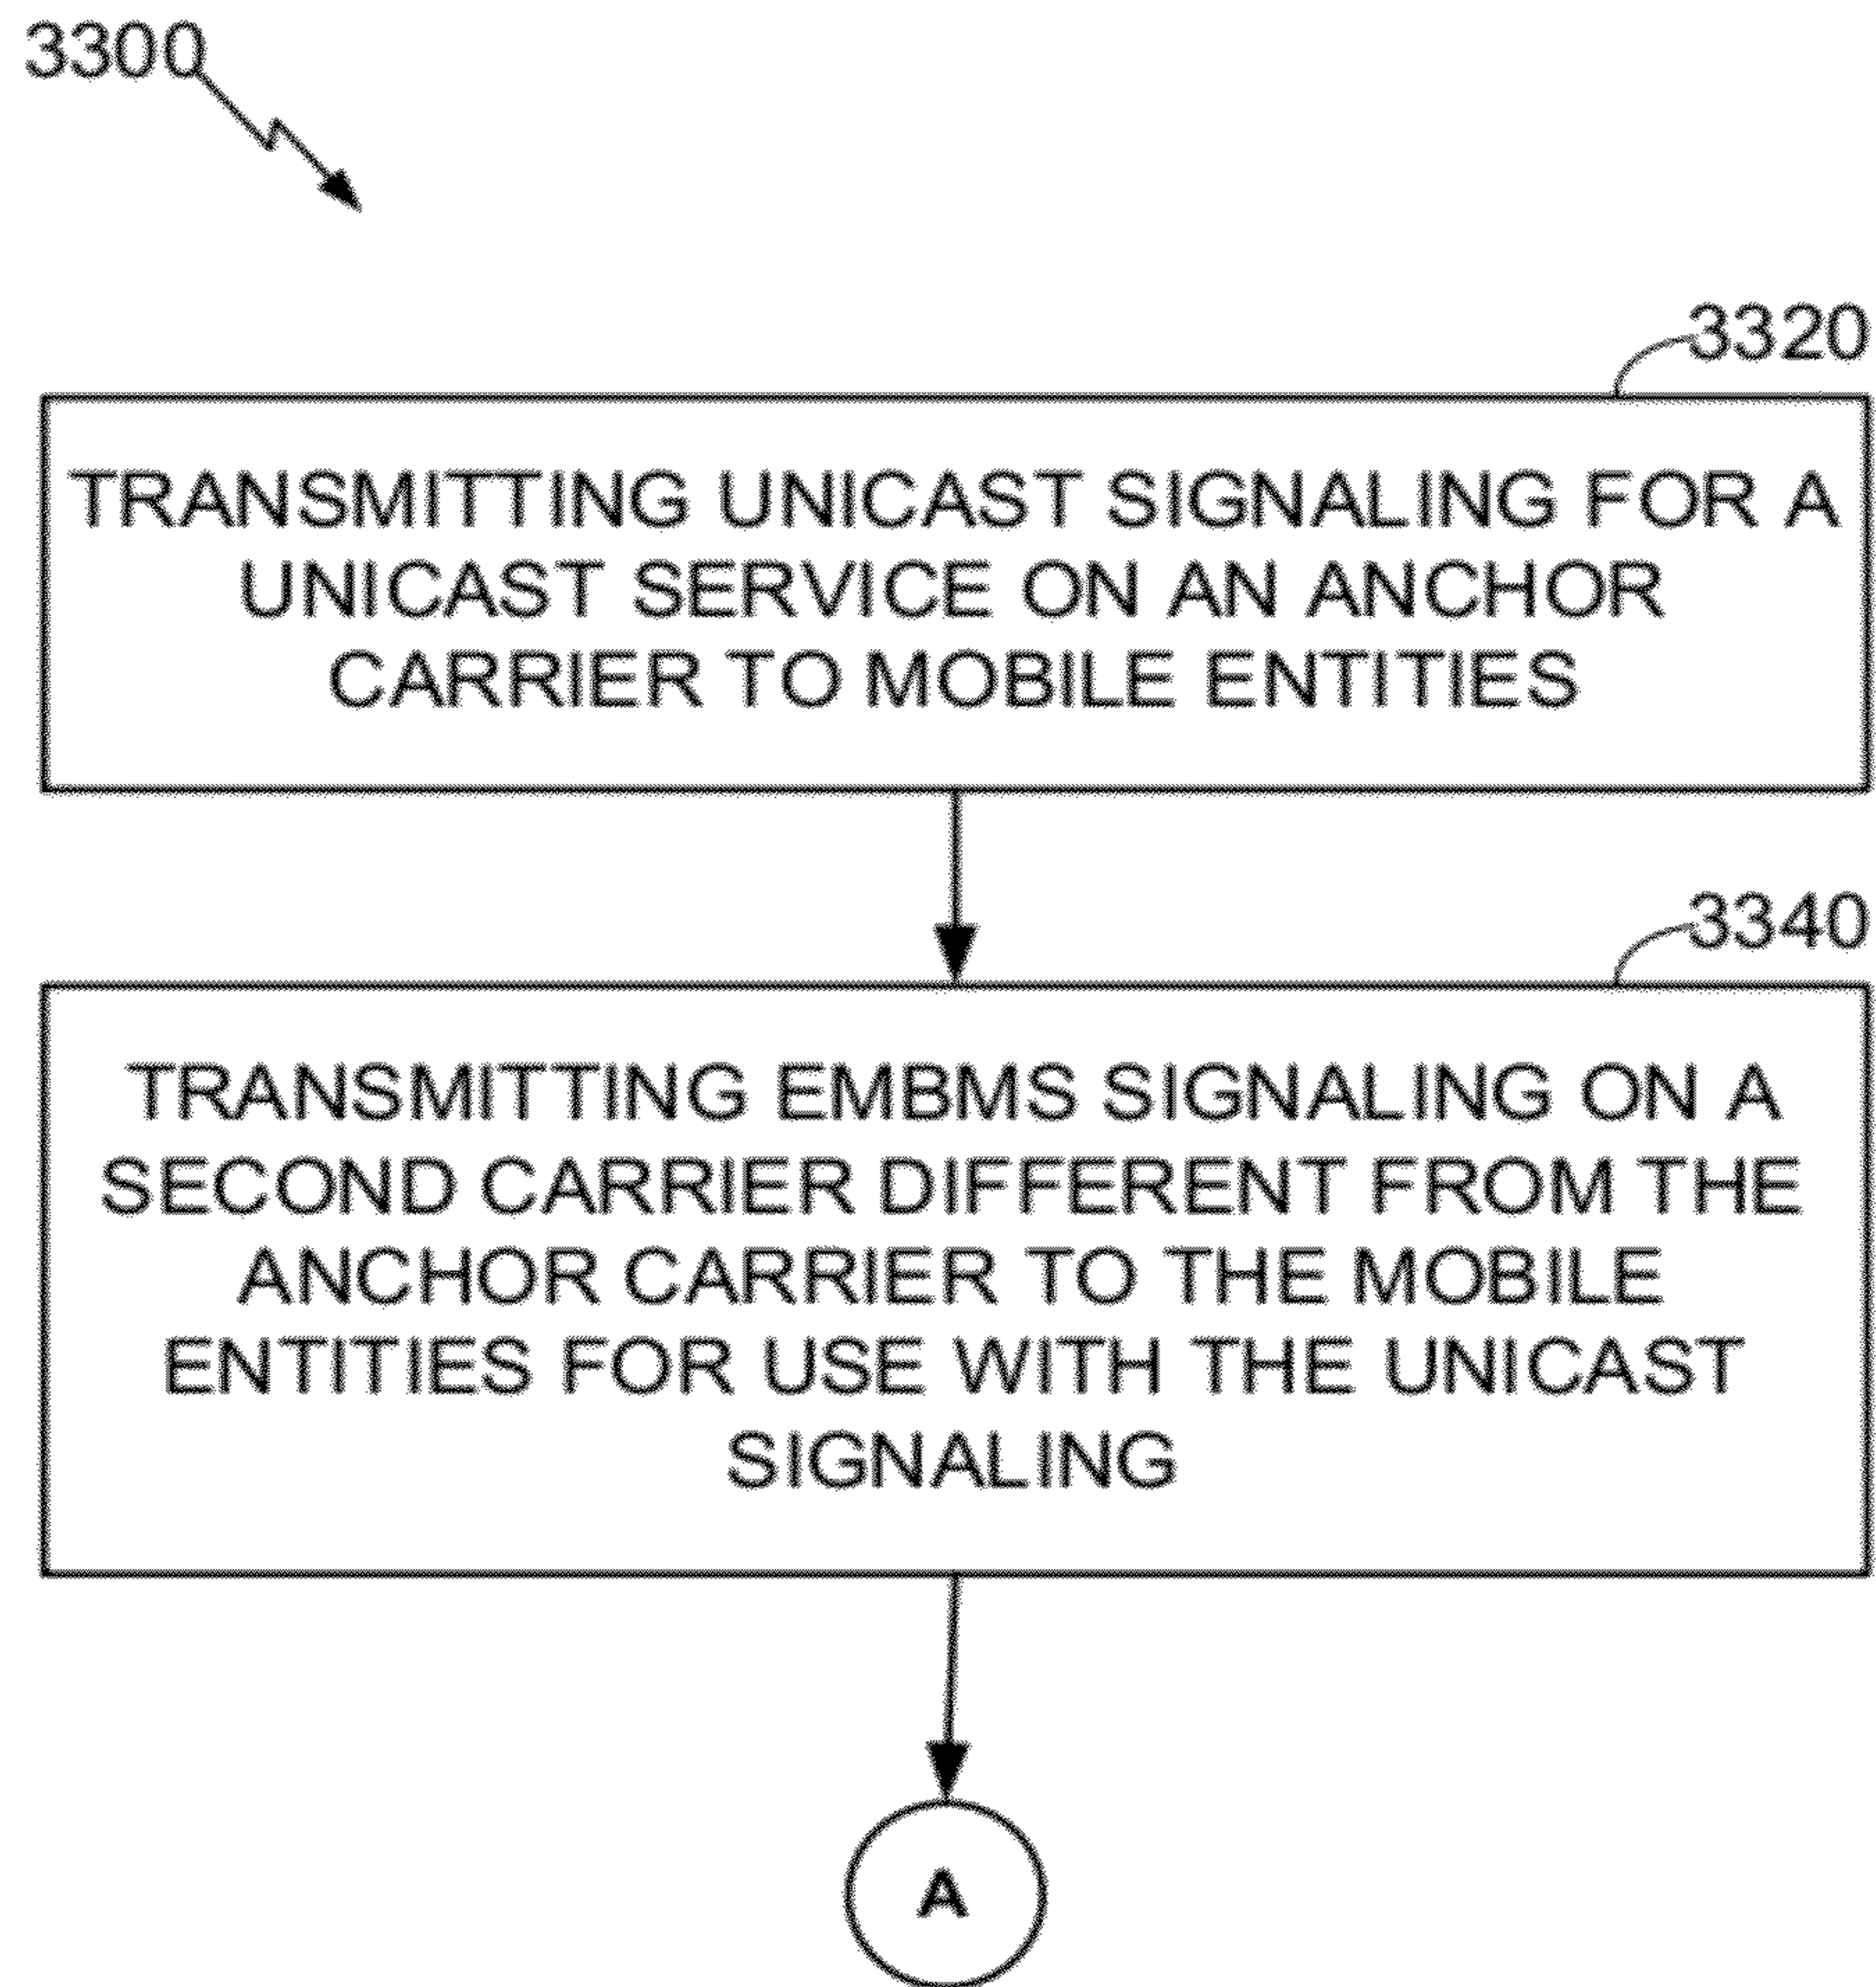 3300
3320
TRANSMITTING UNICAST SIGNALING FOR A
UNICAST SERVICE ON AN ANCHOR
CARRIER TO MOBILE ENTITIES
3340
TRANSMITTING EMBMS SIGNALING ON A
SECOND CARRIER DIFFERENT FROM THE
ANCHOR CARRIER TO THE MOBILE
ENTITIES FOR USE WITH THE UNICAST
SIGNALING
A